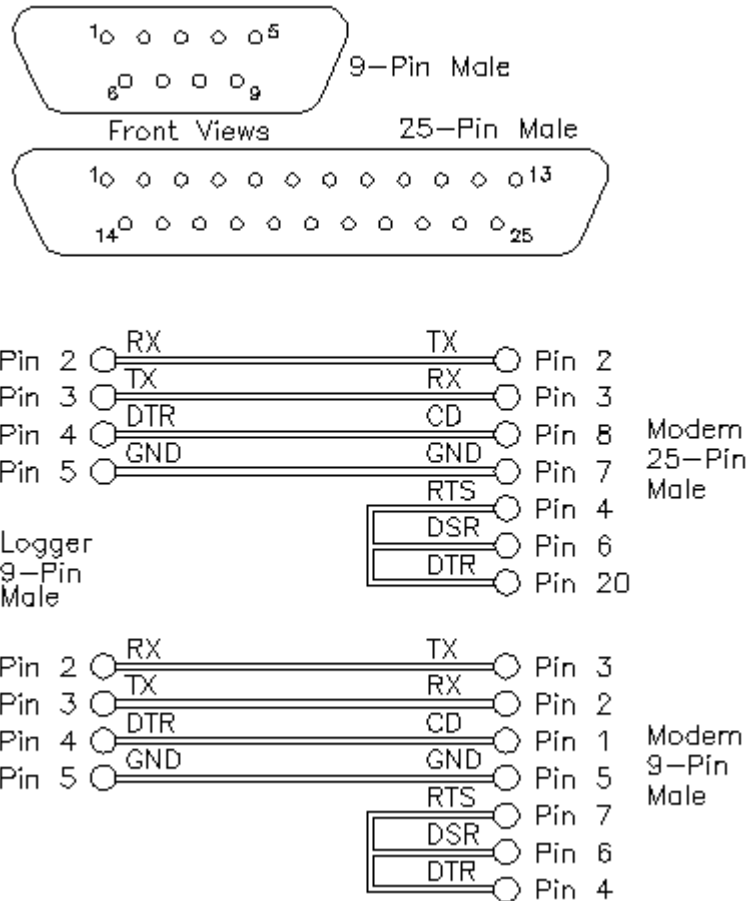 1 5
6 9
9-Pin Male
Front Views 25-Pin Male
1 13
14 25
RX TX
Pin 2 Pin 2
TX RX
Pin 3 Pin 3
DTR CD
Pin 4 Pin 8
GND GND
Pin 5 Pin 7
RTS
Pin 4
DSR
Pin 6
DTR
Pin 20
Modem
25-Pin
Male
Logger
9-Pin
Male
RX TX
Pin 2 Pin 3
TX RX
Pin 3 Pin 2
DTR CD
Pin 4 Pin 1
GND GND
Pin 5 Pin 5
RTS
Pin 7
DSR
Pin 6
DTR
Pin 4
Modem
9-Pin
Male